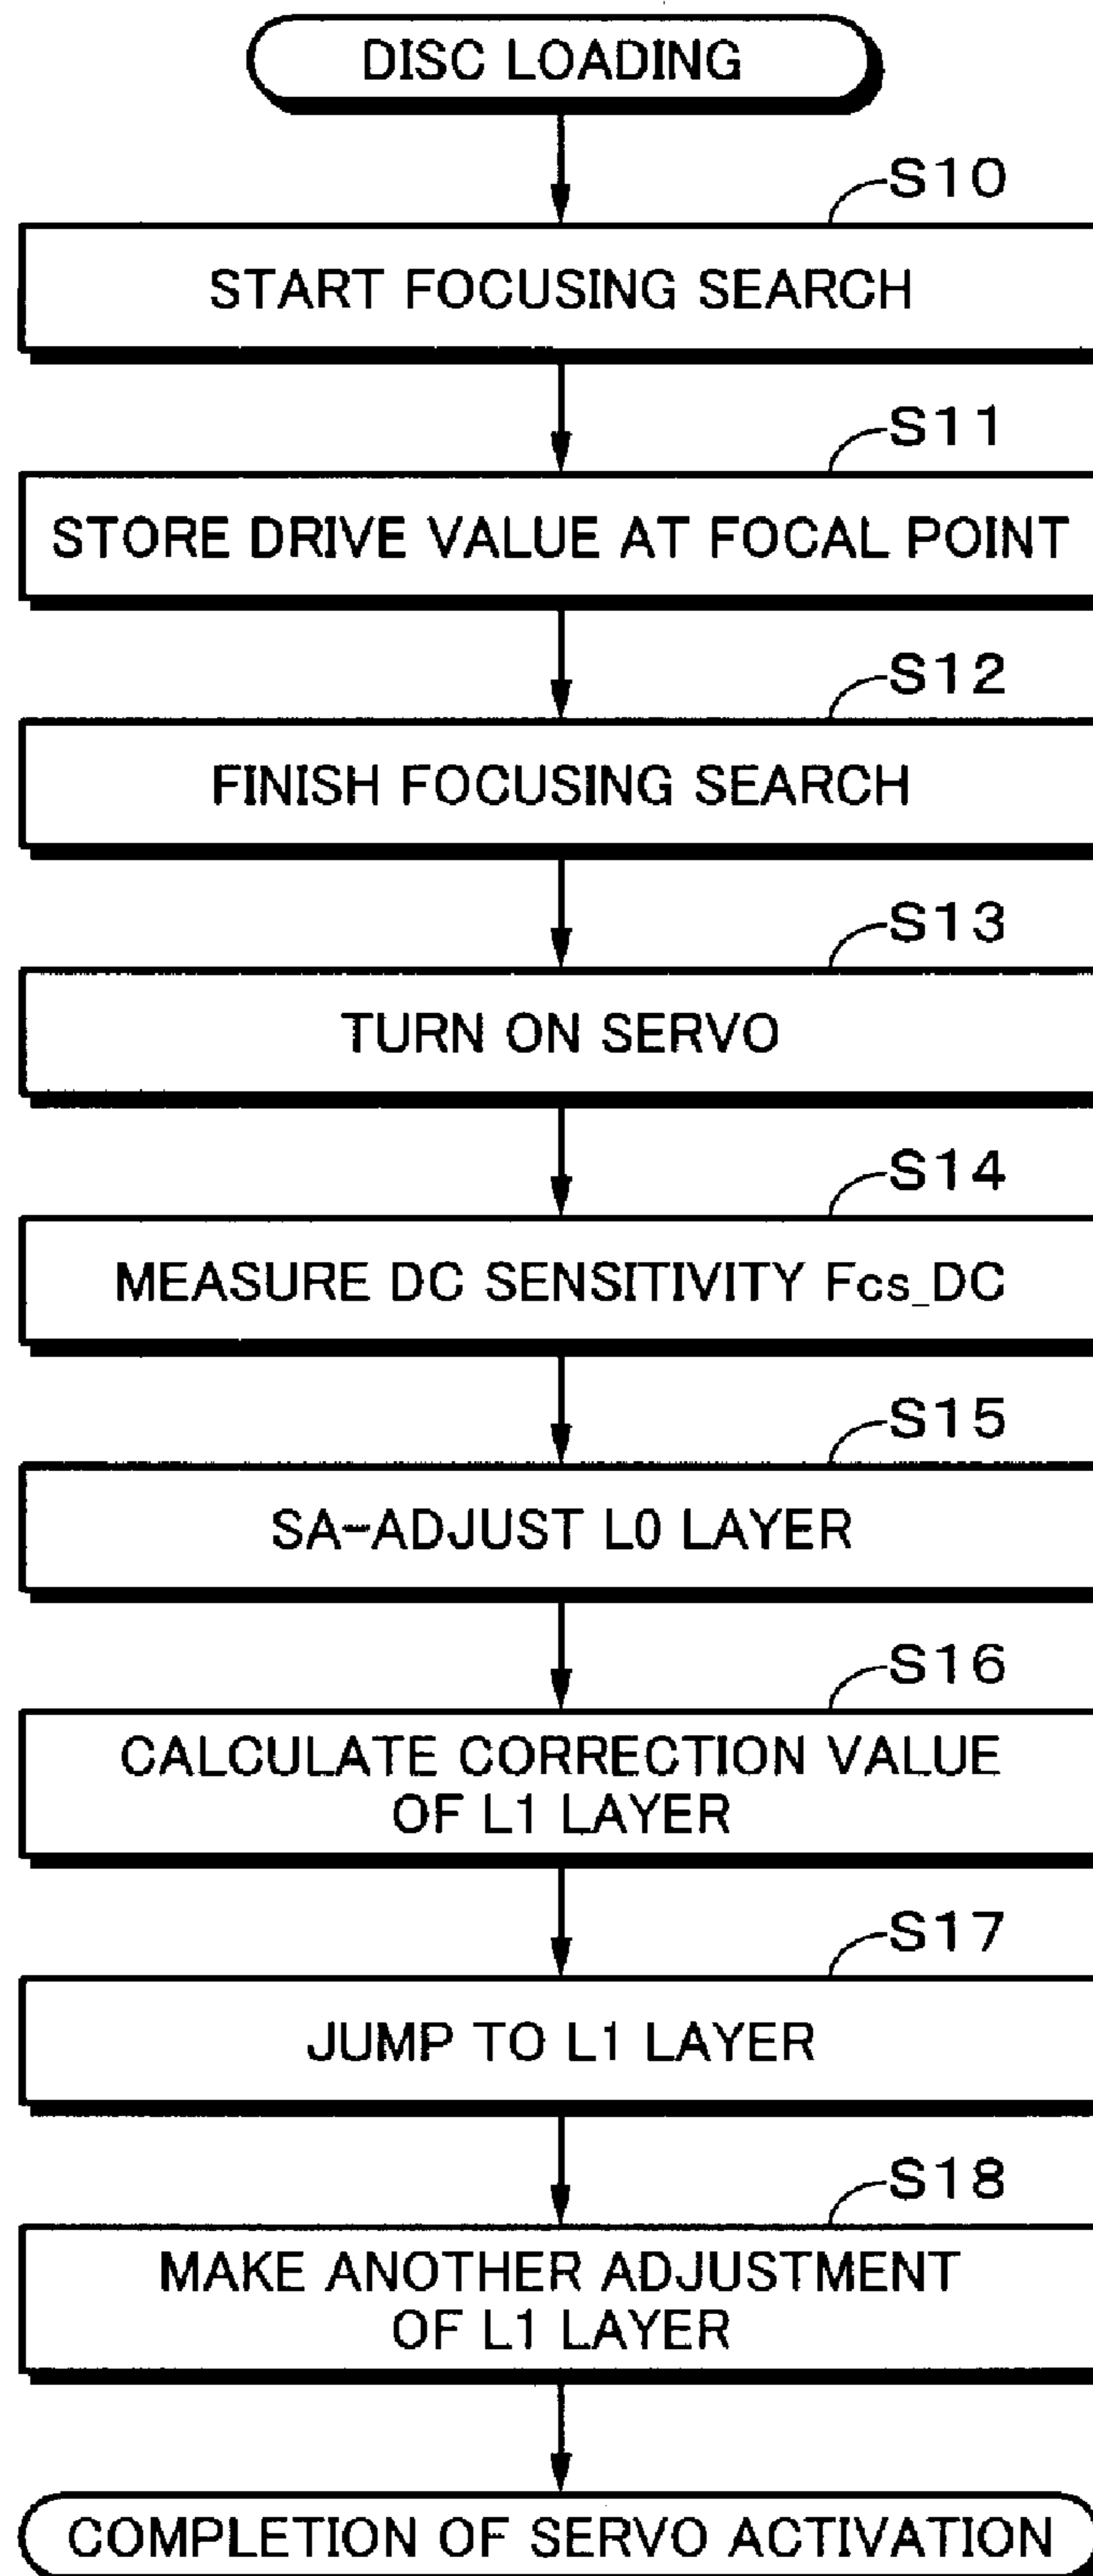 DISC LOADING
S10
START FOCUSING SEARCH
S11
STORE DRIVE VALUE AT FOCAL POINT
S12
FINISH FOCUSING SEARCH
S13
TURN ON SERVO
S14
MEASURE DC SENSITIVITY Fcs_DC
S15
SA-ADJUST L0 LAYER
S16
CALCULATE CORRECTION VALUE
OF L1 LAYER
S17
JUMP TO L1 LAYER
S18
MAKE ANOTHER ADJUSTMENT
OF L1 LAYER
COMPLETION OF SERVO ACTIVATION